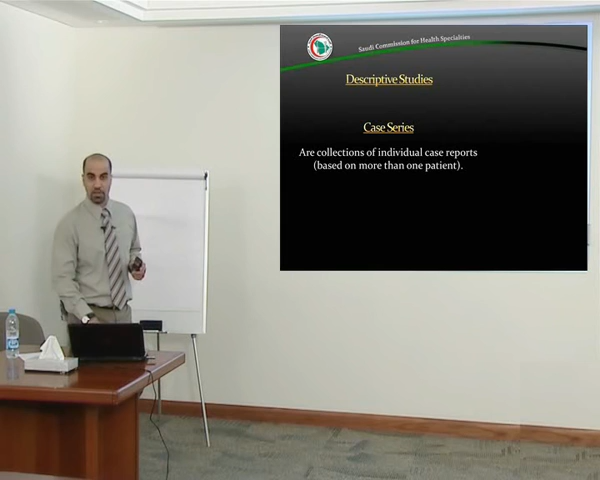 Saudi Commission for Health Specialties
Descriptive Studies
Case Series
Are collections of individual case reports
(based on more than one patient).